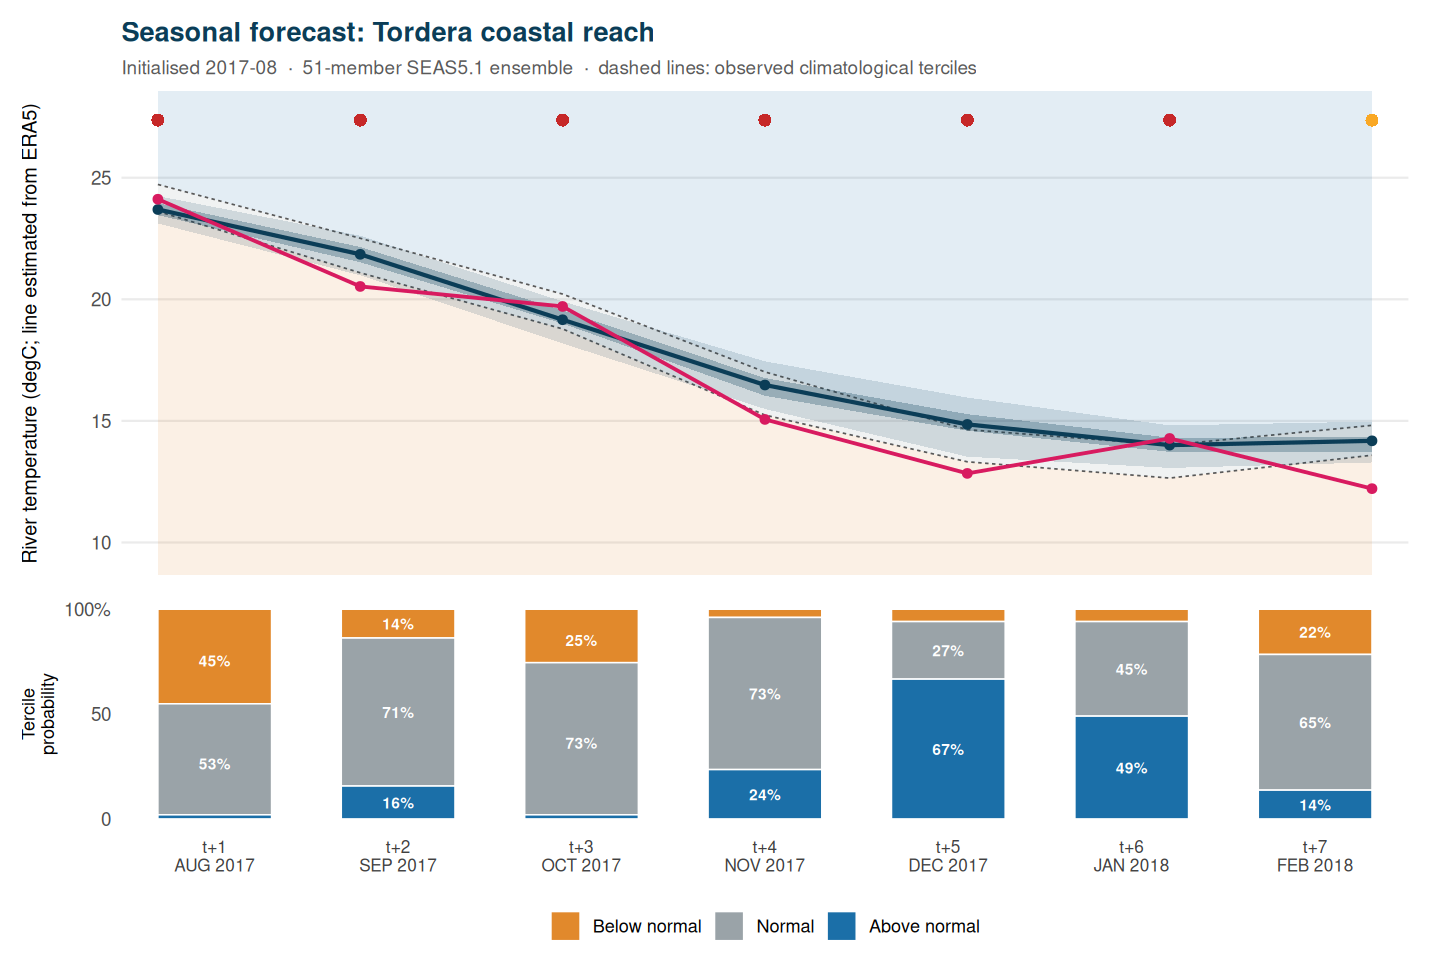 Seasonal forecast: Tordera coastal reach
Initialised 2017-08 · 51-member SEAS5.1 ensemble · dashed lines: observed climatological terciles
River temperature (degC; line estimated from ERA5)
25
20
15
10
Tercile
probability
100%
50
0
45%
53%
14%
71%
16%
25%
73%
73%
24%
27%
67%
45%
49%
22%
65%
14%
t+1
AUG 2017
t+2
SEP 2017
t+3
OCT 2017
t+4
NOV 2017
t+5
DEC 2017
t+6
JAN 2018
t+7
FEB 2018
Below normal
Normal
Above normal